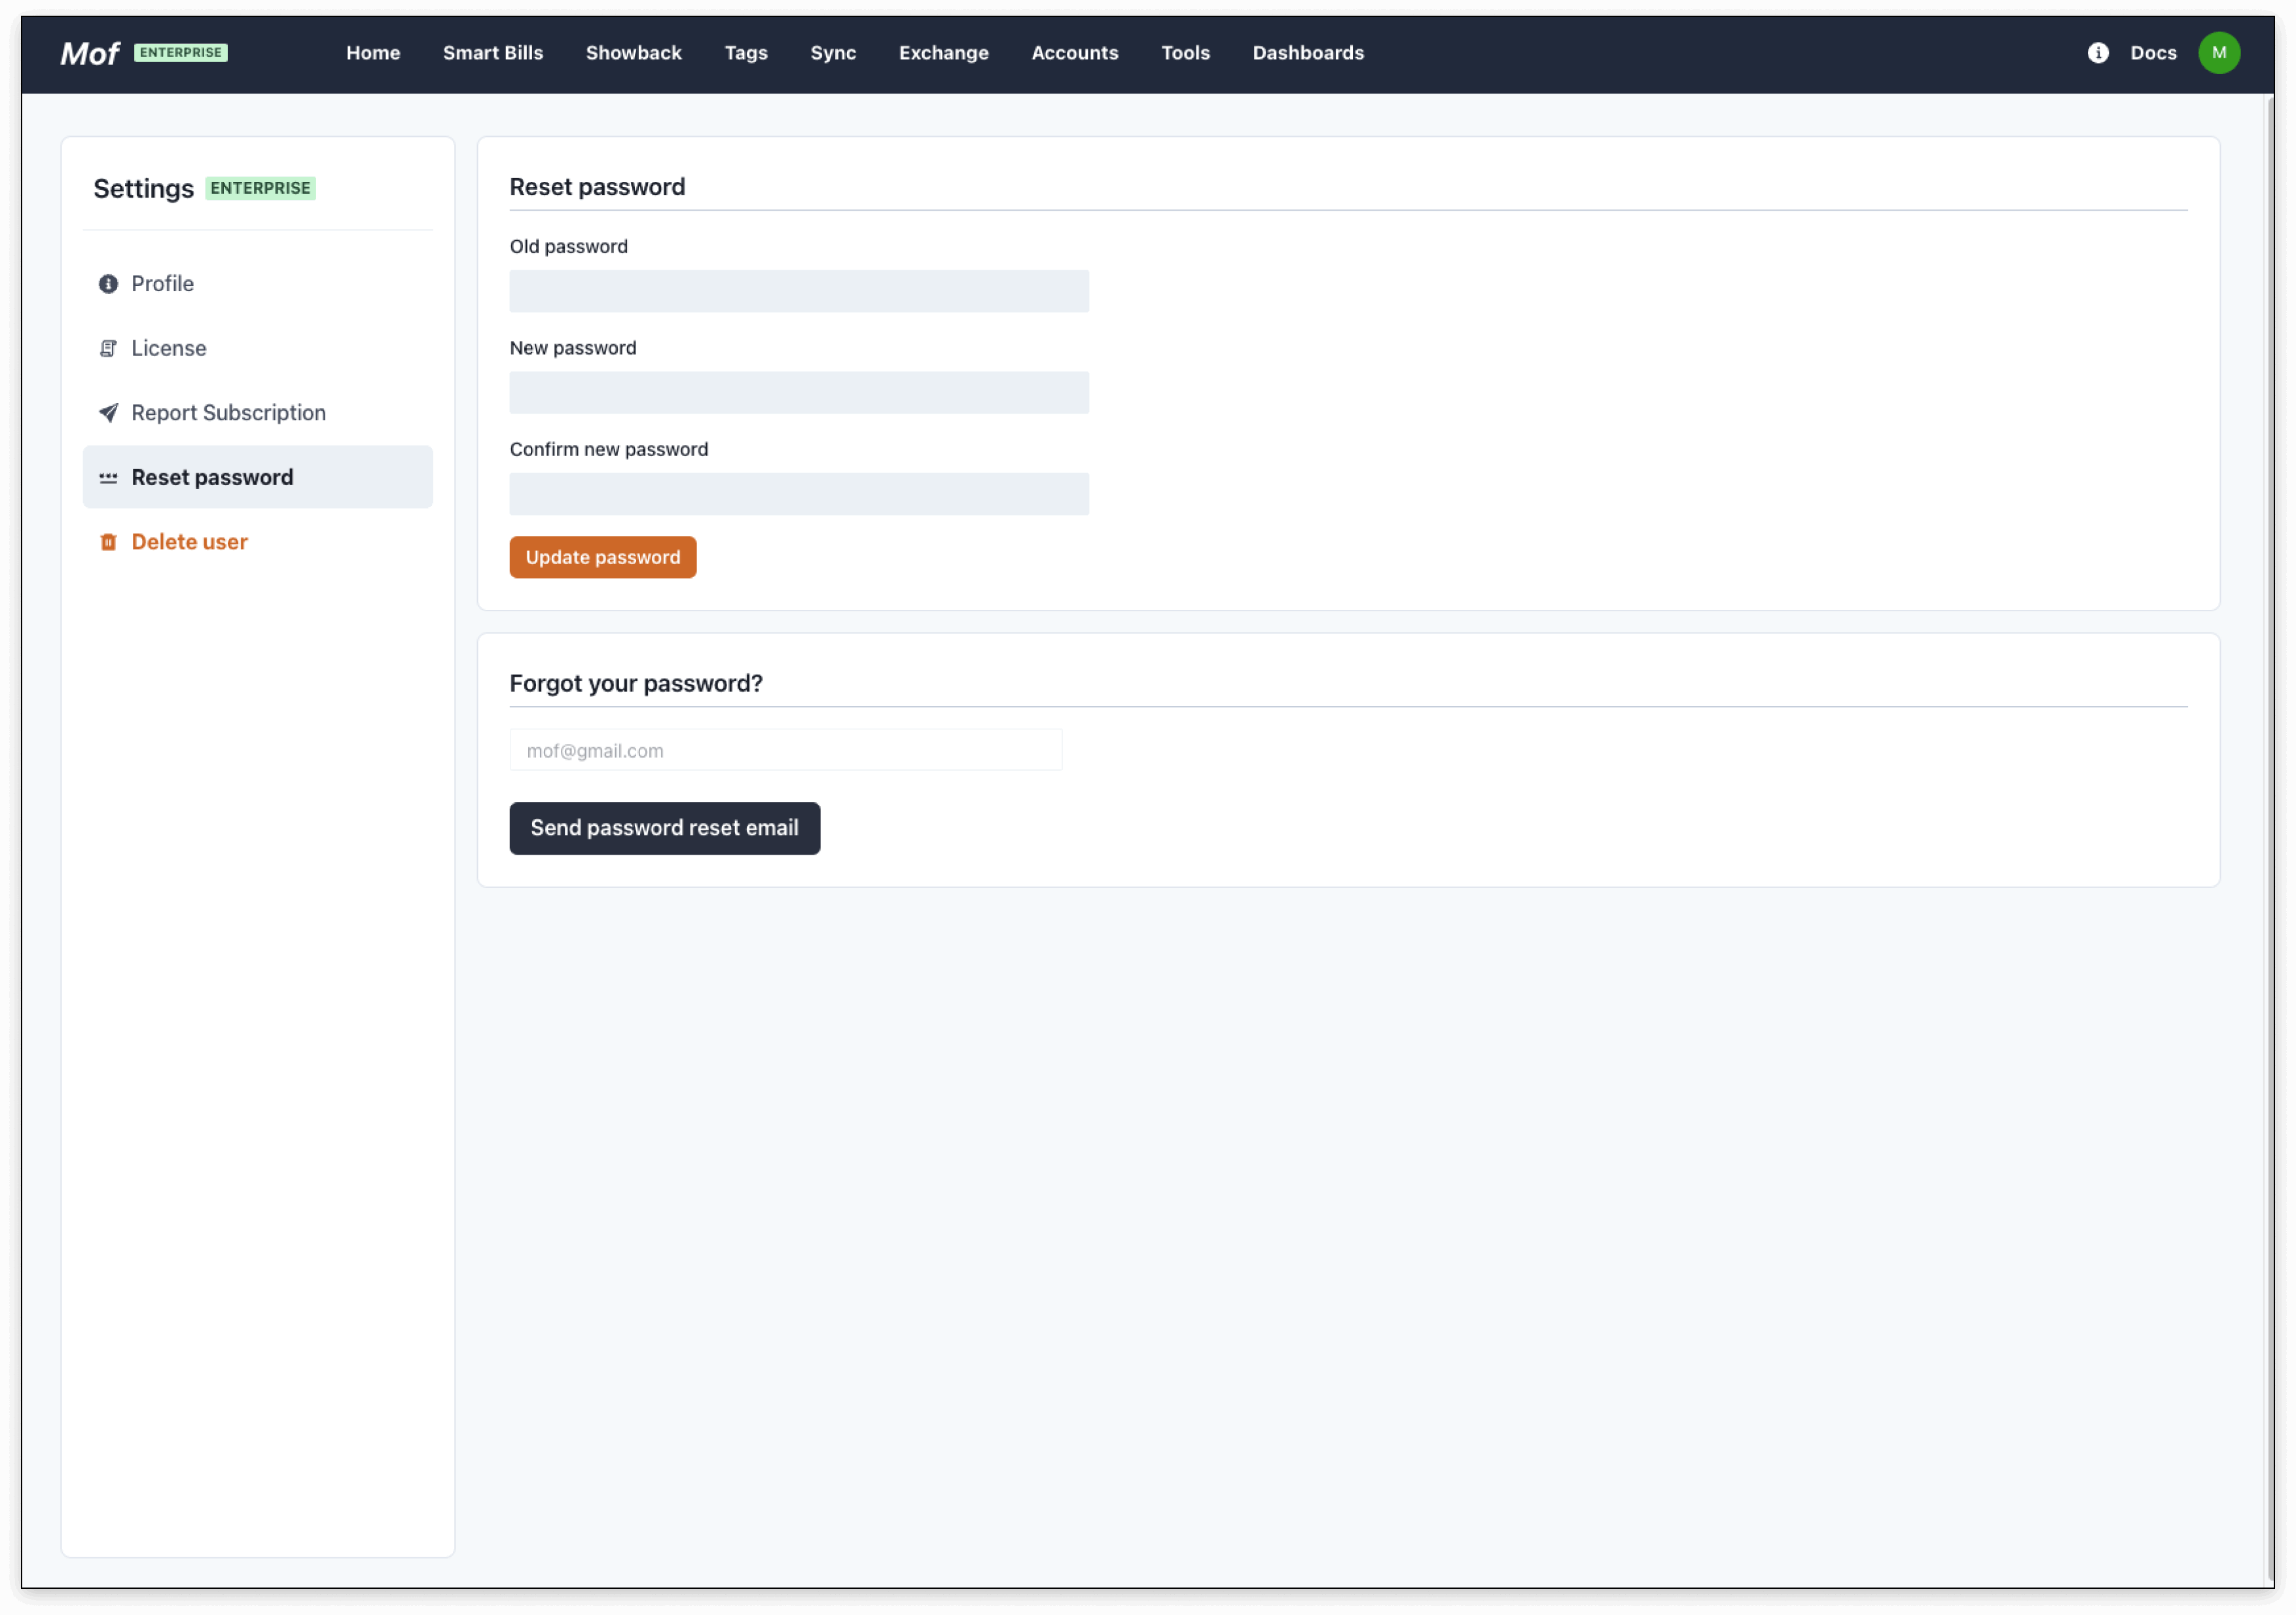 Mof ENTERPRISE Home Smart Bills Showback Tags Sync Exchange Accounts Tools Dashboards Docs M
Settings ENTERPRISE
Profile
License
Report Subscription
Reset password
Delete user
Reset password
Old password
New password
Confirm new password
Update password
Forgot your password?
mof@gmail.com
Send password reset email